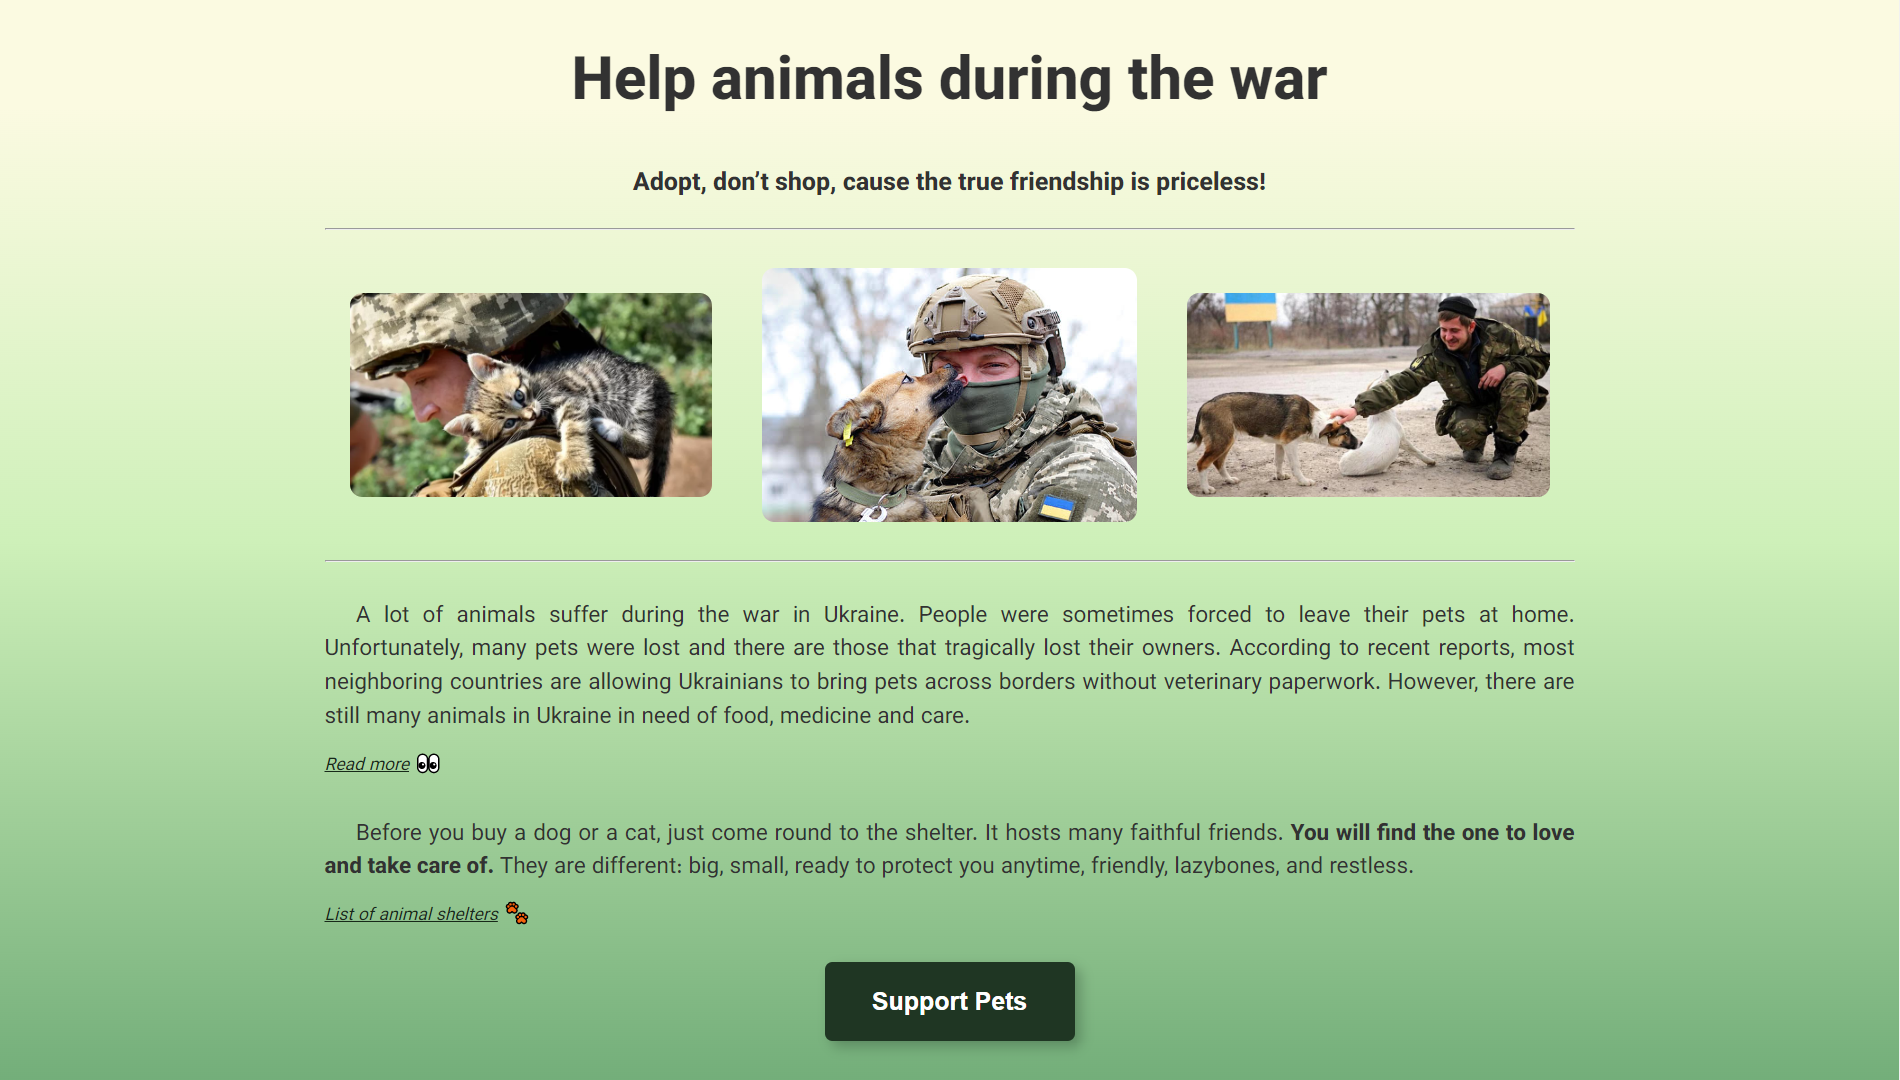 Help animals during the war
Adopt, don’t shop, cause the true friendship is priceless!
A lot of animals suffer during the war in Ukraine. People were sometimes forced to leave their pets at home.
Unfortunately, many pets were lost and there are those that tragically lost their owners. According to recent reports, most
neighboring countries are allowing Ukrainians to bring pets across borders without veterinary paperwork. However, there are
still many animals in Ukraine in need of food, medicine and care.
Read more 👀
Before you buy a dog or a cat, just come round to the shelter. It hosts many faithful friends. You will find the one to love
and take care of. They are different: big, small, ready to protect you anytime, friendly, lazybones, and restless.
List of animal shelters 🐾
Support Pets